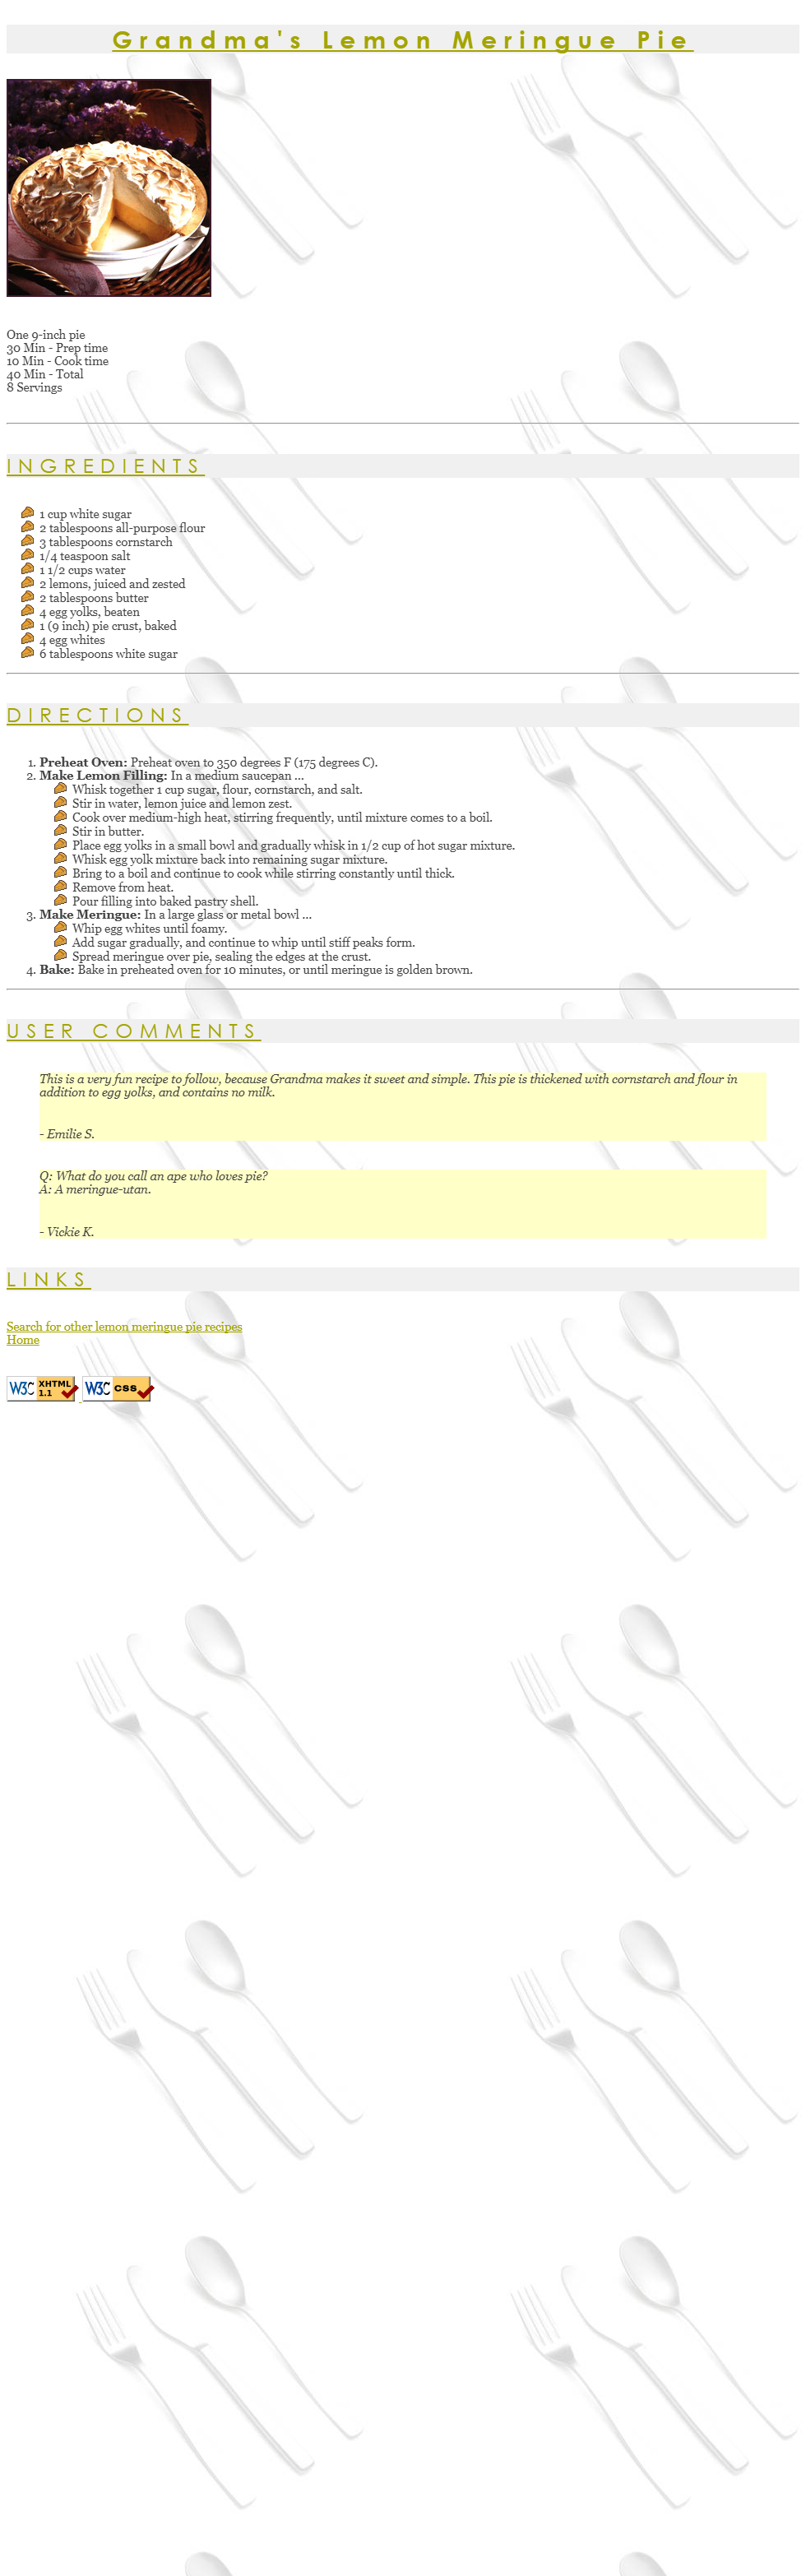 Grandma's Lemon Meringue Pie
One 9-inch pie
30 Min - Prep time
10 Min - Cook time
40 Min - Total
8 Servings
INGREDIENTS
1 cup white sugar
2 tablespoons all-purpose flour
3 tablespoons cornstarch
1/4 teaspoon salt
1 1/2 cups water
2 lemons, juiced and zested
2 tablespoons butter
4 egg yolks, beaten
1 (9 inch) pie crust, baked
4 egg whites
6 tablespoons white sugar
DIRECTIONS
1. Preheat Oven: Preheat oven to 350 degrees F (175 degrees C).
2. Make Lemon Filling: In a medium saucepan ...
Whisk together 1 cup sugar, flour, cornstarch, and salt.
Stir in water, lemon juice and lemon zest.
Cook over medium-high heat, stirring frequently, until mixture comes to a boil.
Stir in butter.
Place egg yolks in a small bowl and gradually whisk in 1/2 cup of hot sugar mixture.
Whisk egg yolk mixture back into remaining sugar mixture.
Bring to a boil and continue to cook while stirring constantly until thick.
Remove from heat.
Pour filling into baked pastry shell.
3. Make Meringue: In a large glass or metal bowl ...
Whip egg whites until foamy.
Add sugar gradually, and continue to whip until stiff peaks form.
Spread meringue over pie, sealing the edges at the crust.
4. Bake: Bake in preheated oven for 10 minutes, or until meringue is golden brown.
USER COMMENTS
This is a very fun recipe to follow, because Grandma makes it sweet and simple. This pie is thickened with cornstarch and flour in
addition to egg yolks, and contains no milk.
- Emilie S.
Q: What do you call an ape who loves pie?
A: A meringue-utan.
- Vickie K.
LINKS
Search for other lemon meringue pie recipes
Home
W3C XHTML 1.1 W3C CSS